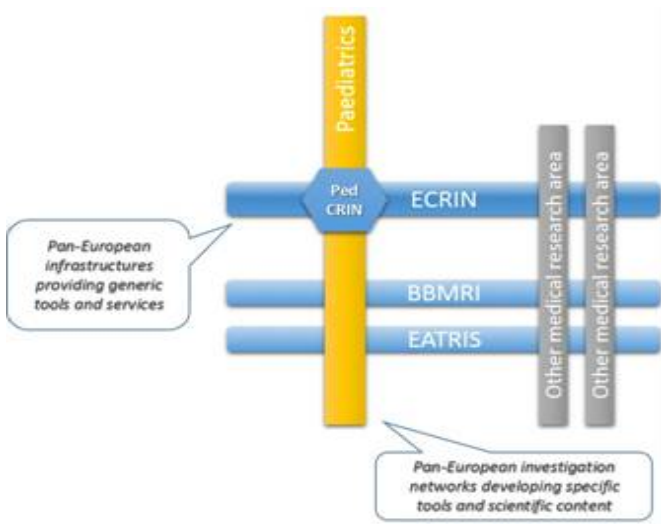 Paediatrics
Ped
CRIN
ECRIN
BBMRI
EATRIS
Other medical research area
Other medical research area
Pan-European
infrastructures
providing generic
tools and services
Pan-European investigation
networks developing specific
tools and scientific content